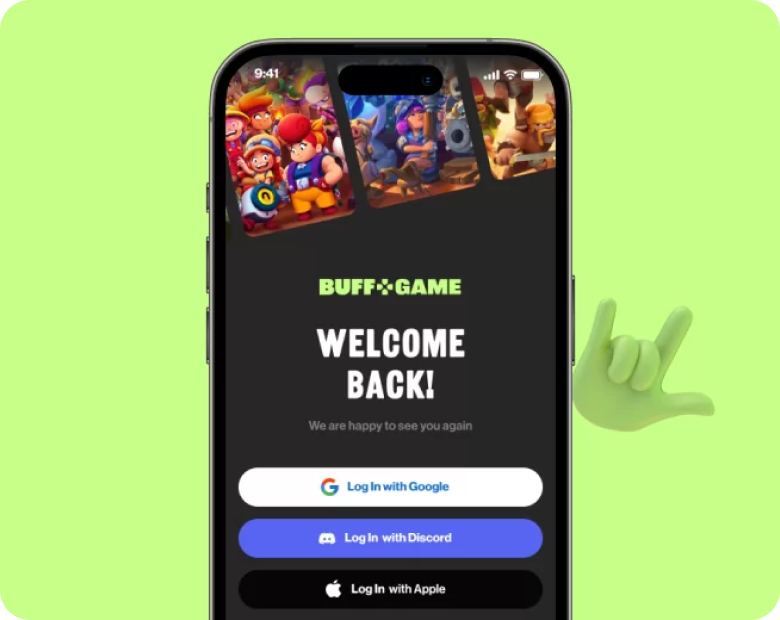 9:41
BUFF GAME
WELCOME
BACK!
We are happy to see you again
Log In with Google
Log In with Discord
Log In with Apple